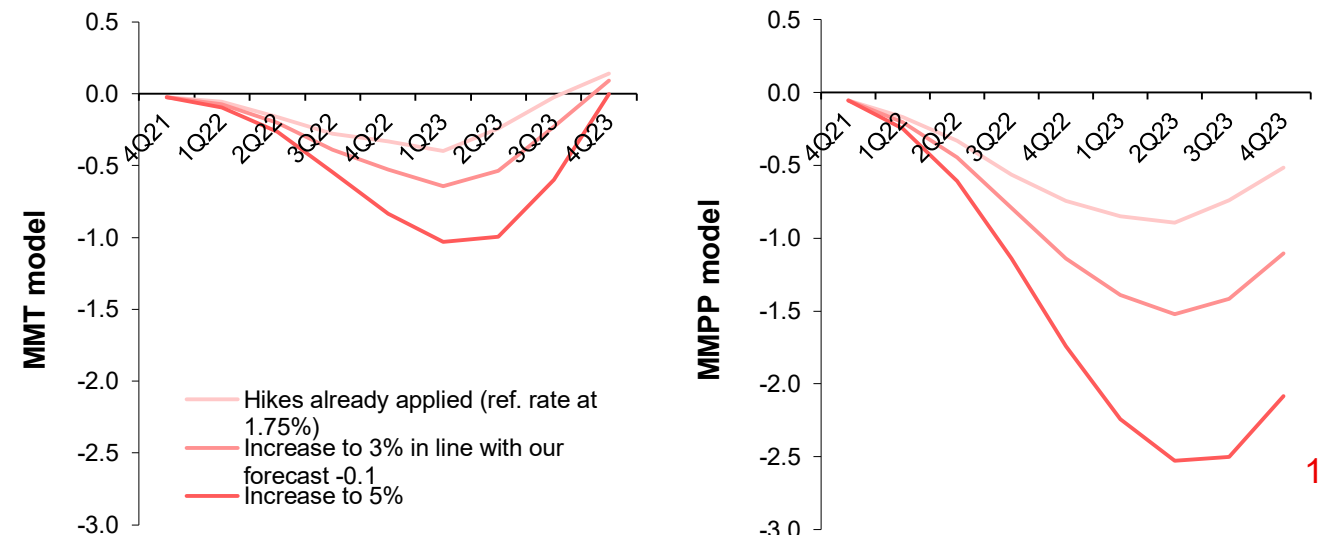 MMT model
0.5
0.0
-0.5
-1.0
-1.5
-2.0
-2.5
-3.0
4Q21
1Q22
2Q22
3Q22
4Q22
1Q23
2Q23
3Q23
4Q23
Hikes already applied (ref. rate at
1.75%)
Increase to 3% in line with our
forecast -0.1
Increase to 5%
MMPP model
0.5
0.0
-0.5
-1.0
-1.5
-2.0
-2.5
-3.0
4Q21
1Q22
2Q22
3Q22
4Q22
1Q23
2Q23
3Q23
4Q23
1